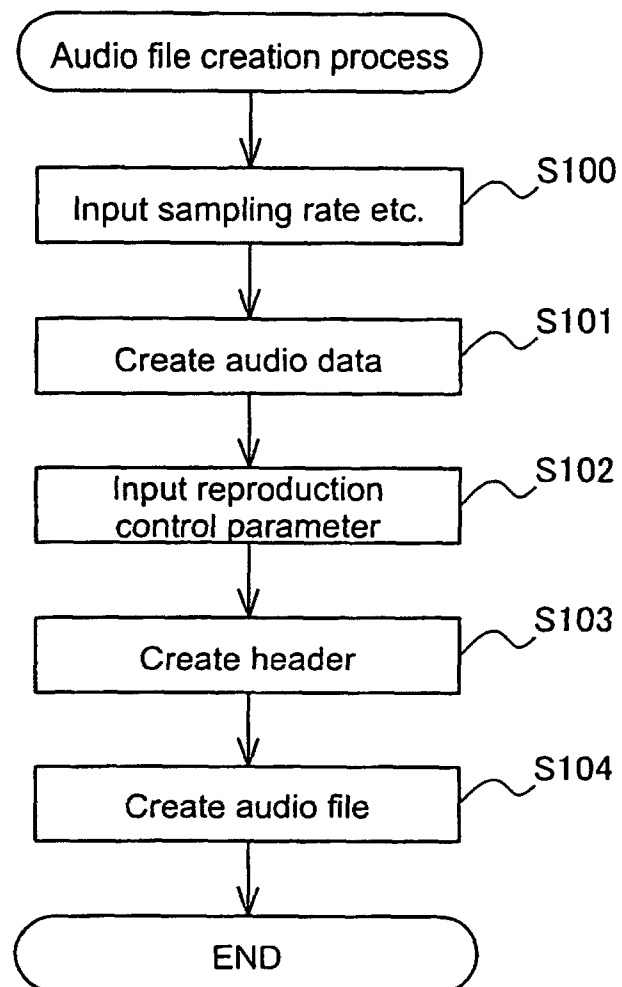 Audio file creation process
S100
Input sampling rate etc.
S101
Create audio data
S102
Input reproduction
control parameter
S103
Create header
S104
Create audio file
END